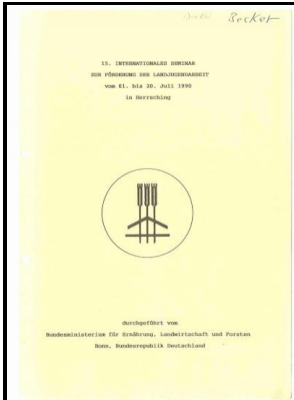 Becker
15. INTERNATIONALES SEMINAR
ZUR FÖRDERUNG DER LANDJUGENDARBEIT
vom 01. bis 20. Juli 1990
in Herrsching
durchgeführt vom
Bundesministerium für Ernährung, Landwirtschaft und Forsten
Bonn, Bundesrepublik Deutschland